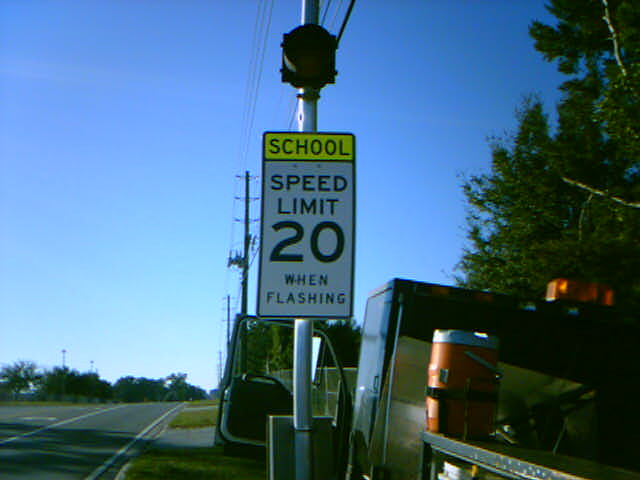 SCHOOL
SPEED
LIMIT
20
WHEN
FLASHING